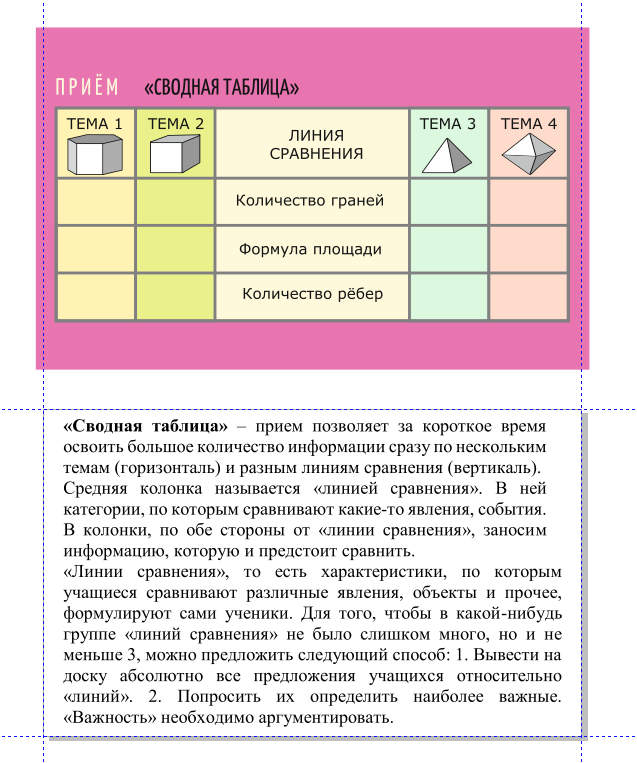 ПРИЁМ «СВОДНАЯ ТАБЛИЦА»
ТЕМА 1 ТЕМА 2 ЛИНИЯ СРАВНЕНИЯ ТЕМА 3 ТЕМА 4
Количество граней
Формула площади
Количество рёбер
«Сводная таблица» – прием позволяет за короткое время
освоить большое количество информации сразу по нескольким
темам (горизонталь) и разным линиям сравнения (вертикаль).
Средняя колонка называется «линией сравнения». В ней
категории, по которым сравнивают какие-то явления, события.
В колонки, по обе стороны от «линии сравнения», заносим
информацию, которую и предстоит сравнить.
«Линии сравнения», то есть характеристики, по которым
учащиеся сравнивают различные явления, объекты и прочее,
формулируют сами ученики. Для того, чтобы в какой-нибудь
группе «линий сравнения» не было слишком много, но и не
меньше 3, можно предложить следующий способ: 1. Вывести на
доску абсолютно все предложения учащихся относительно
«линий». 2. Попросить их определить наиболее важные.
«Важность» необходимо аргументировать.